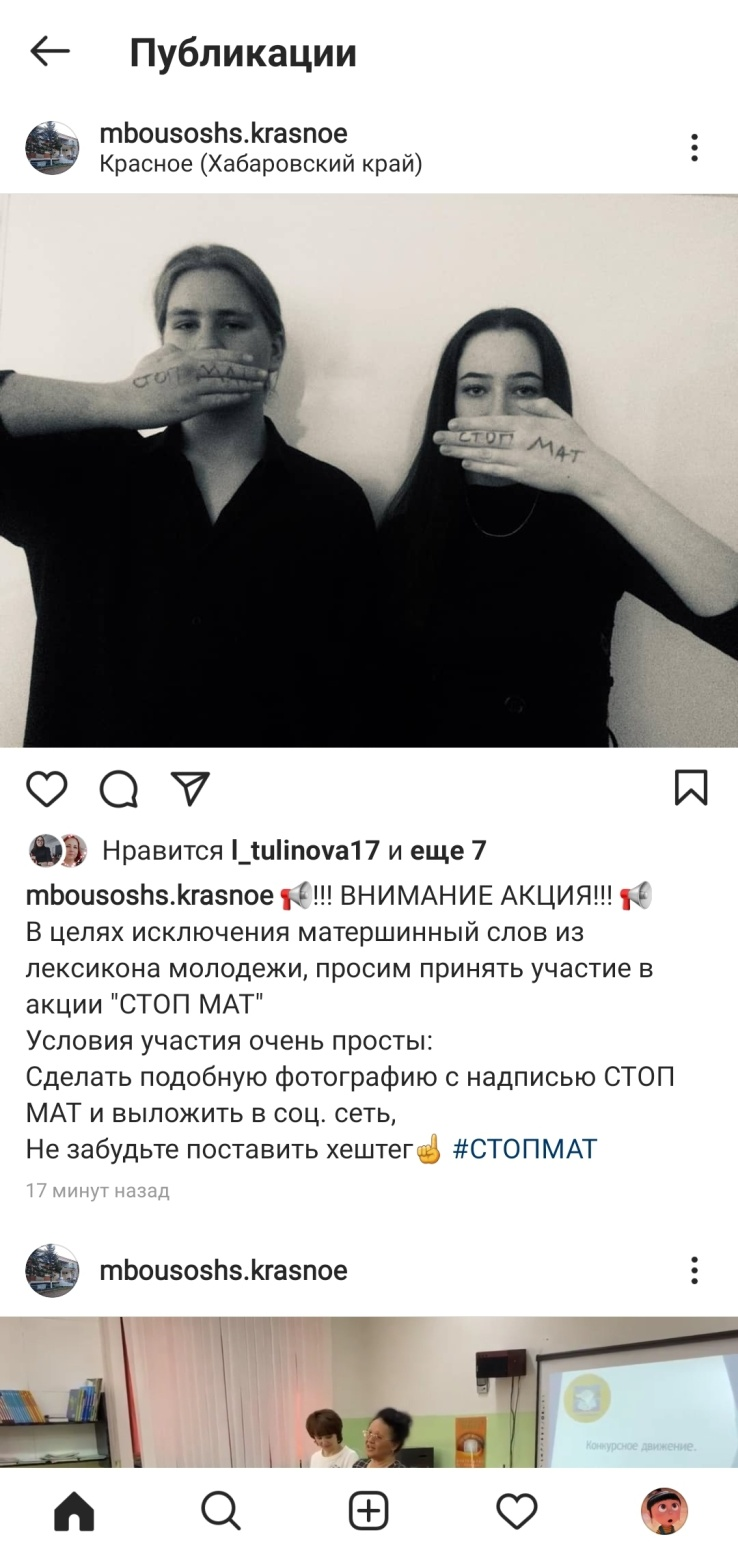 Публикации
mbousoshs.krasnoe
Красное (Хабаровский край)
СТОП МАТ
Нравится l_tulinova17 и еще 7
mbousoshs.krasnoe 📢!!! ВНИМАНИЕ АКЦИЯ!!! 📢
В целях исключения матершинный слов из
лексикона молодежи, просим принять участие в
акции "СТОП МАТ"
Условия участия очень просты:
Сделать подобную фотографию с надписью СТОП
МАТ и выложить в соц. сеть,
Не забудьте поставить хештег☝ #СТОПМАТ
17 минут назад
mbousoshs.krasnoe
Конкурсное движение.